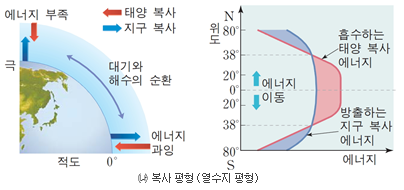 에너지 부족
태양 복사
지구 복사
극
대기와
해수의 순환
에너지
과잉
적도
0°
N
위도
80°
38°
20°
0°
20°
38°
80°
S
에너지
이동
흡수하는
태양 복사
에너지
방출하는
지구 복사
에너지
에너지
(나) 복사 평형(열수지 평형)